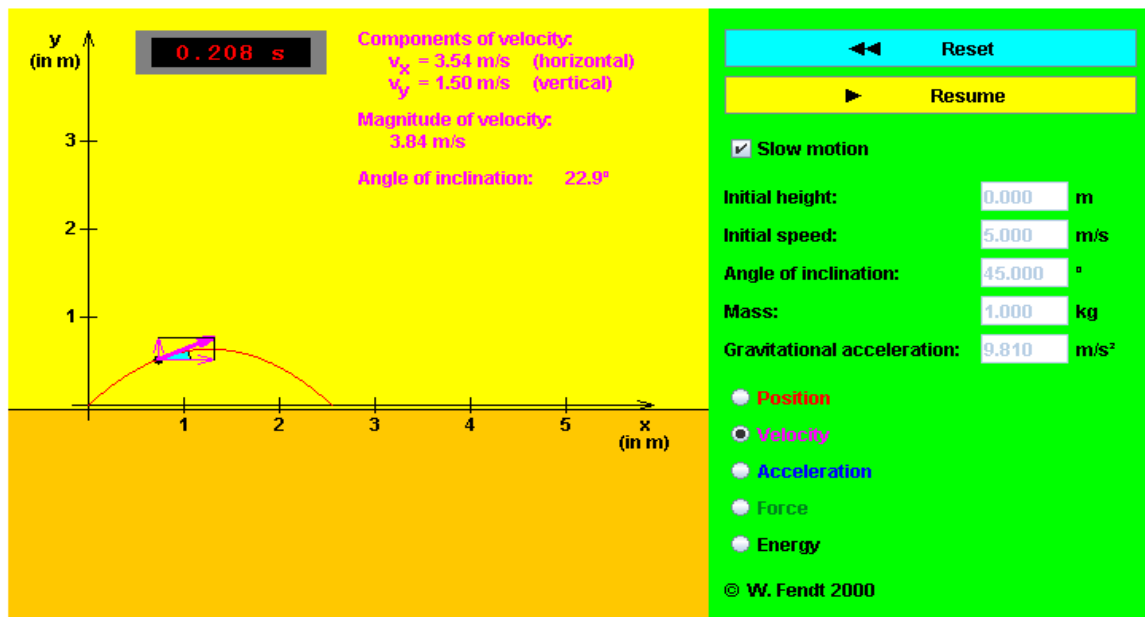 y
(in m)
0.208 s
Components of velocity:
vx = 3.54 m/s (horizontal)
vy = 1.50 m/s (vertical)
Magnitude of velocity:
3.84 m/s
Angle of inclination: 22.9°
3
2
1
1 2 3 4 5 x
(in m)
Reset
Resume
Slow motion
Initial height: 0.000 m
Initial speed: 5.000 m/s
Angle of inclination: 45.000 °
Mass: 1.000 kg
Gravitational acceleration: 9.810 m/s²
Position
Velocity
Acceleration
Force
Energy
© W. Fendt 2000